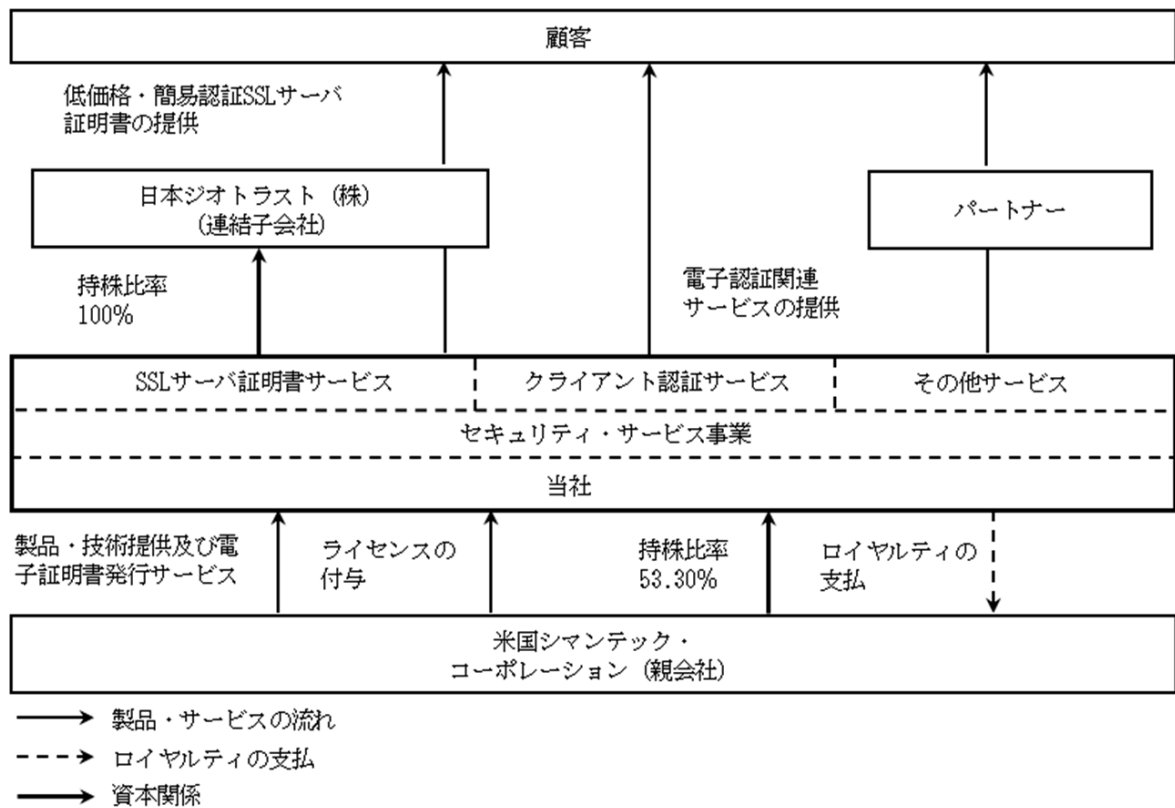 顧客
低価格・簡易認証SSLサーバ
証明書の提供
日本ジオトラスト（株）
(連結子会社)
パートナー
持株比率
100%
電子認証関連
サービスの提供
SSLサーバ証明書サービス
クライアント認証サービス
その他サービス
セキュリティ・サービス事業
当社
製品・技術提供及び電
子証明書発行サービス
ライセンスの
付与
持株比率
53.30%
ロイヤルティの
支払
米国シマンテック・
コーポレーション（親会社）
製品・サービスの流れ
ロイヤルティの支払
資本関係